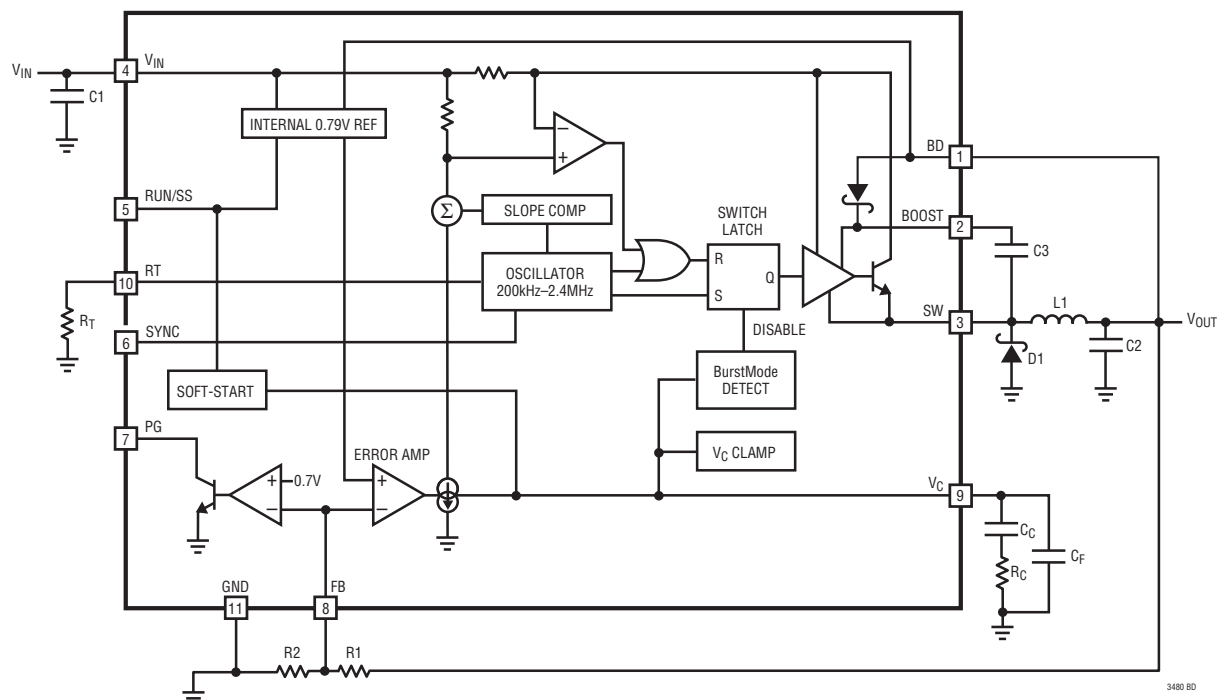 VIN
C1
4
VIN
INTERNAL 0.79V REF
–
+
BD
1
5
RUN/SS
Σ
SLOPE COMP
SWITCH
LATCH
BOOST
2
C3
10
RT
OSCILLATOR
200kHz–2.4MHz
R
S
Q
RT
6
SYNC
DISABLE
SW
3
L1
VOUT
D1
C2
SOFT-START
BurstMode
DETECT
7
PG
ERROR AMP
VC CLAMP
+
0.7V
–
+
–
VC
9
CC
RC
CF
GND
11
FB
8
R2
R1
3480 BD